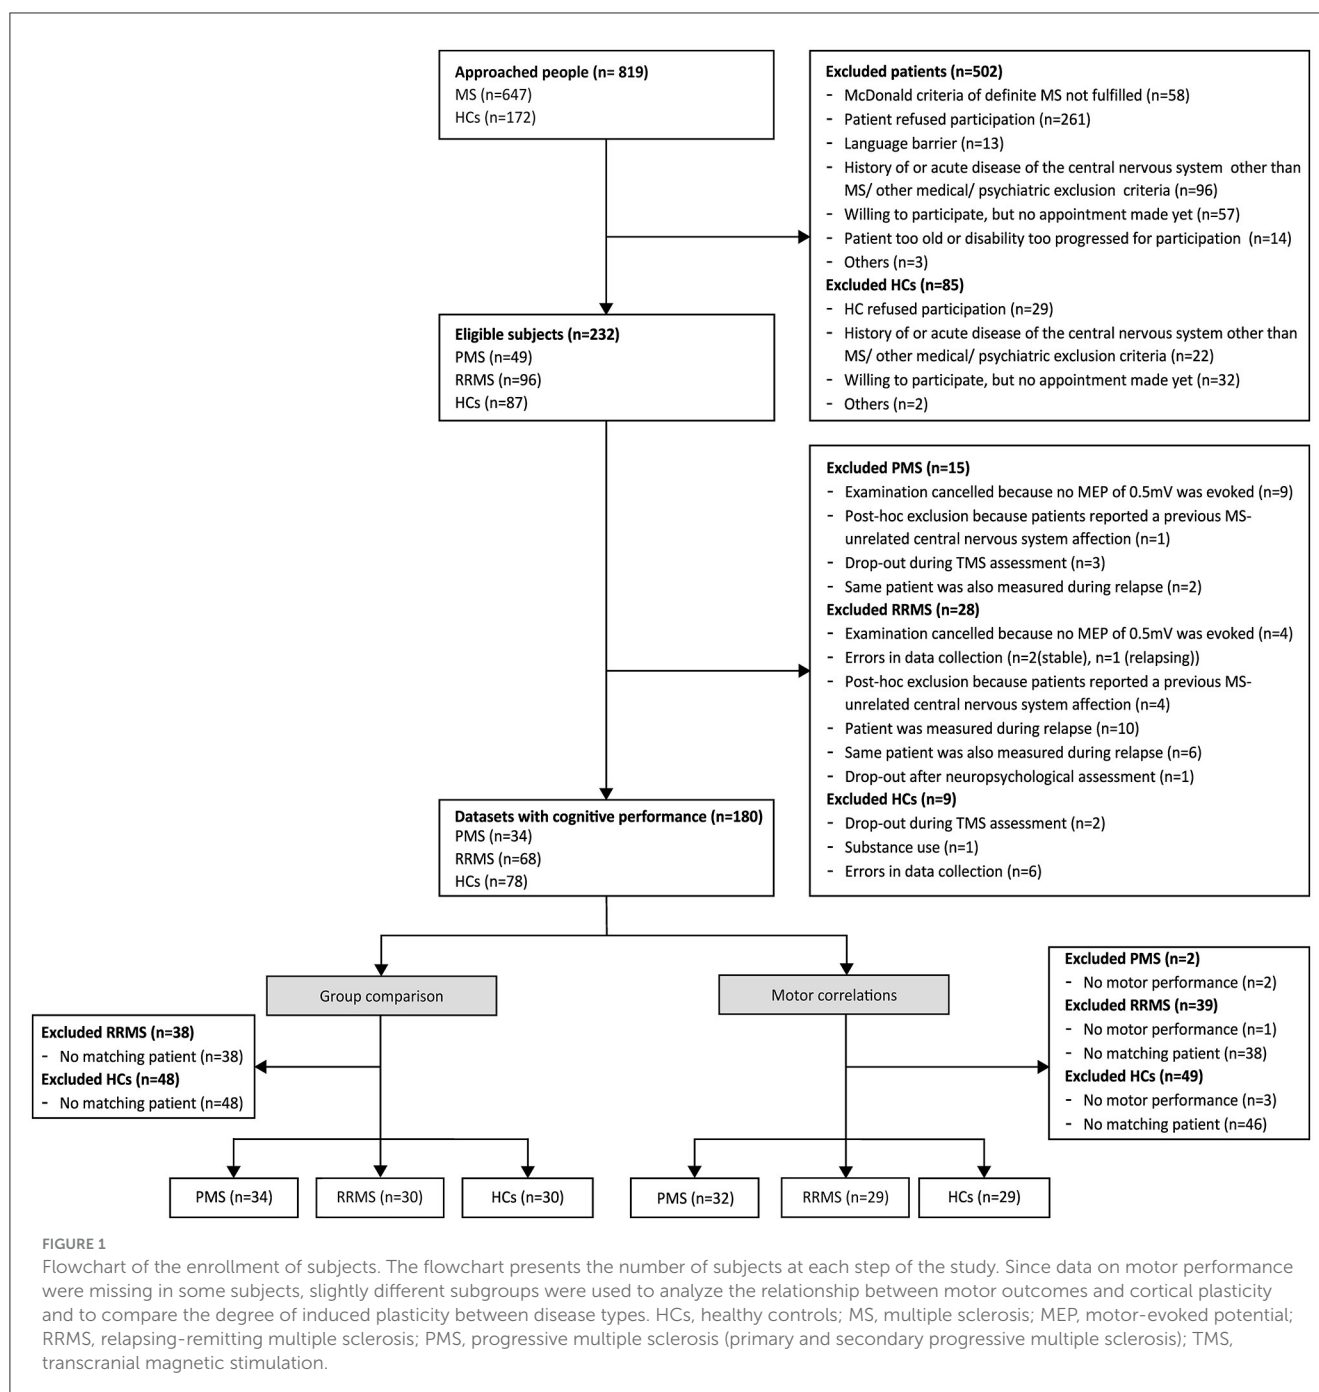 Approached people (n= 819)
MS (n=647)
HCs (n=172)
Excluded patients (n=502)
- McDonald criteria of definite MS not fulfilled (n=58)
- Patient refused participation (n=261)
- Language barrier (n=13)
- History of or acute disease of the central nervous system other than
MS/ other medical/ psychiatric exclusion criteria (n=96)
- Willing to participate, but no appointment made yet (n=57)
- Patient too old or disability too progressed for participation (n=14)
- Others (n=3)
Excluded HCs (n=85)
- HC refused participation (n=29)
- History of or acute disease of the central nervous system other than
MS/ other medical/ psychiatric exclusion criteria (n=22)
- Willing to participate, but no appointment made yet (n=32)
- Others (n=2)
Eligible subjects (n=232)
PMS (n=49)
RRMS (n=96)
HCs (n=87)
Excluded PMS (n=15)
- Examination cancelled because no MEP of 0.5mV was evoked (n=9)
- Post-hoc exclusion because patients reported a previous MS-
unrelated central nervous system affection (n=1)
- Drop-out during TMS assessment (n=3)
- Same patient was also measured during relapse (n=2)
Excluded RRMS (n=28)
- Examination cancelled because no MEP of 0.5mV was evoked (n=4)
- Errors in data collection (n=2(stable), n=1 (relapsing))
- Post-hoc exclusion because patients reported a previous MS-
unrelated central nervous system affection (n=4)
- Patient was measured during relapse (n=10)
- Same patient was also measured during relapse (n=6)
- Drop-out after neuropsychological assessment (n=1)
Excluded HCs (n=9)
- Drop-out during TMS assessment (n=2)
- Substance use (n=1)
- Errors in data collection (n=6)
Datasets with cognitive performance (n=180)
PMS (n=34)
RRMS (n=68)
HCs (n=78)
Group comparison
Motor correlations
Excluded RRMS (n=38)
- No matching patient (n=38)
Excluded HCs (n=48)
- No matching patient (n=48)
Excluded PMS (n=2)
- No motor performance (n=2)
Excluded RRMS (n=39)
- No motor performance (n=1)
- No matching patient (n=38)
Excluded HCs (n=49)
- No motor performance (n=3)
- No matching patient (n=46)
PMS (n=34)
RRMS (n=30)
HCs (n=30)
PMS (n=32)
RRMS (n=29)
HCs (n=29)
FIGURE 1
Flowchart of the enrollment of subjects. The flowchart presents the number of subjects at each step of the study. Since data on motor performance
were missing in some subjects, slightly different subgroups were used to analyze the relationship between motor outcomes and cortical plasticity
and to compare the degree of induced plasticity between disease types. HCs, healthy controls; MS, multiple sclerosis; MEP, motor-evoked potential;
RRMS, relapsing-remitting multiple sclerosis; PMS, progressive multiple sclerosis (primary and secondary progressive multiple sclerosis); TMS,
transcranial magnetic stimulation.